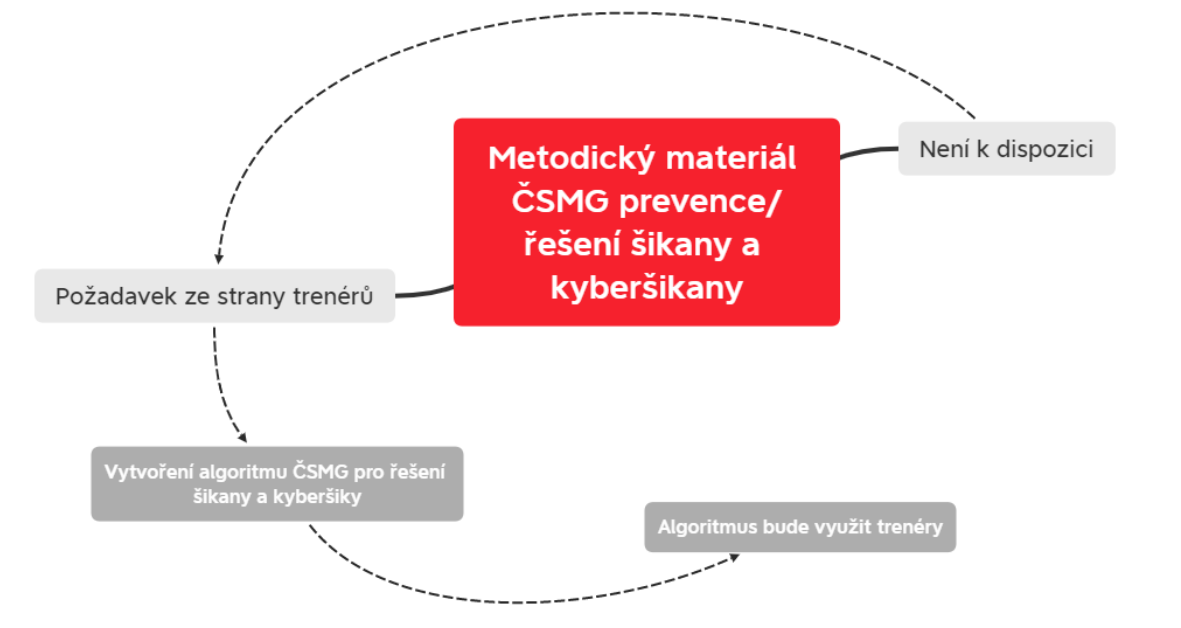 Metodický materiál
ČSMG prevence/
řešení šikany a
kyberšikany
Není k dispozici
Požadavek ze strany trenérů
Vytvoření algoritmu ČSMG pro řešení
šikany a kyberšiky
Algoritmus bude využit trenéry